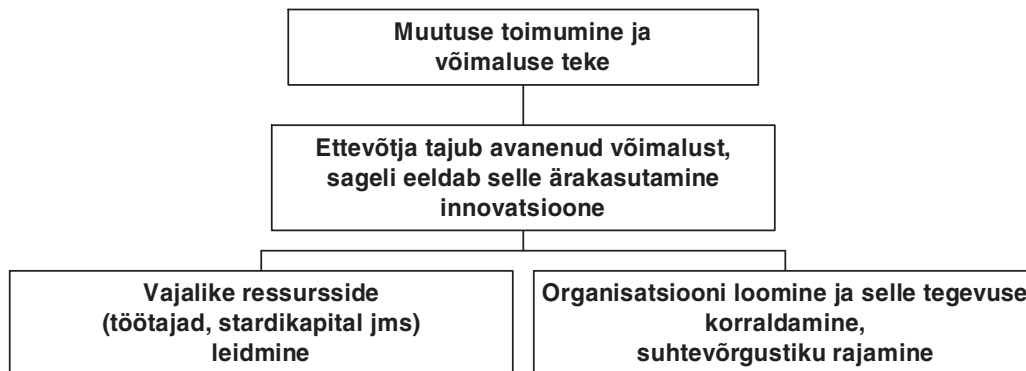 Muutuse toimumine ja
võimaluse teke
Ettevõtja tajub avanenud võimalust,
sageli eeldab selle ärakasutamine
innovatsioone
Vajalike ressursside
(töötajad, stardikapital jms)
leidmine
Organisatsiooni loomine ja selle tegevuse
korraldamine,
suhtevõrgustiku rajamine